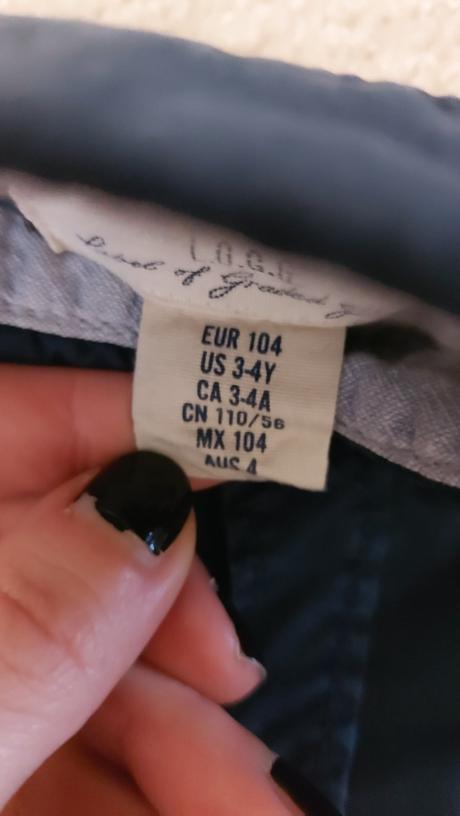 L.O.G.G
Label of Graded
EUR 104
US 3-4Y
CA 3-4A
CN 110/56
MX 104
AUS 4